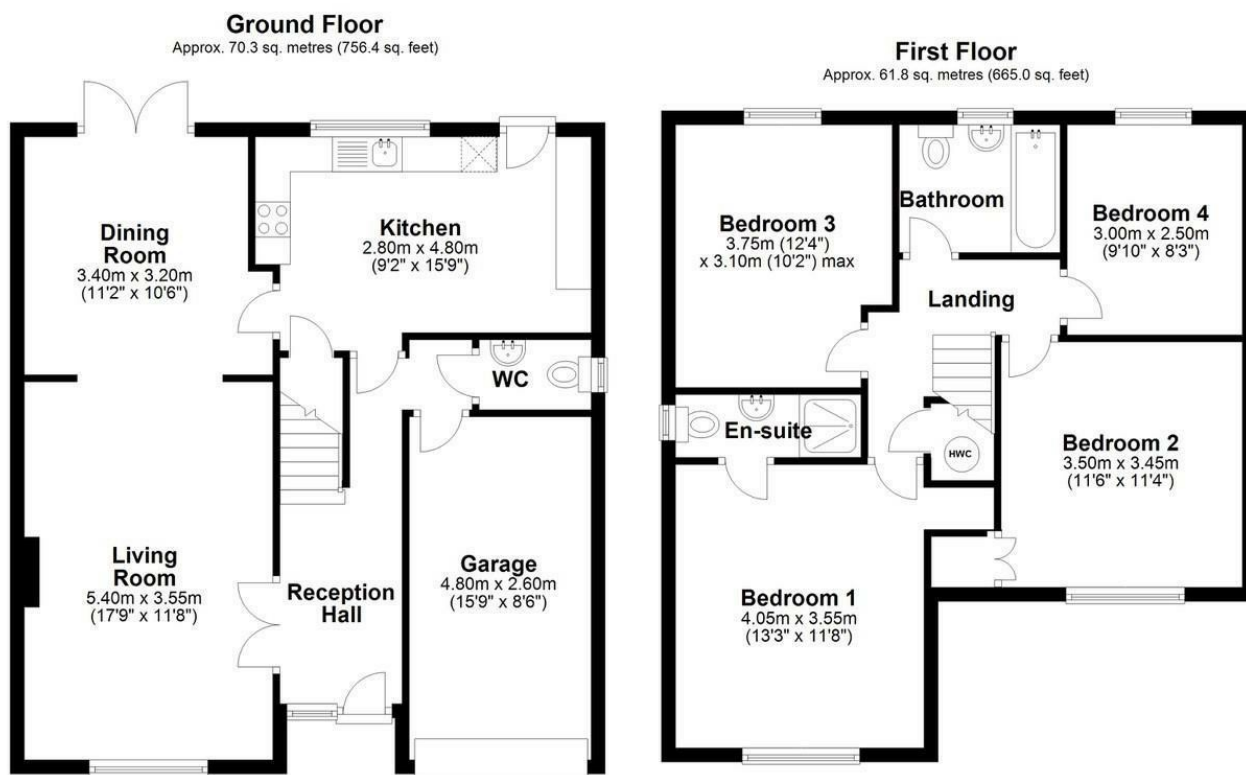 Ground Floor
Approx. 70.3 sq. metres (756.4 sq. feet)
Dining
Room
3.40m x 3.20m
(11'2" x 10'6")
Kitchen
2.80m x 4.80m
(9'2" x 15'9")
WC
Living
Room
5.40m x 3.55m
(17'9" x 11'8")
Reception
Hall
Garage
4.80m x 2.60m
(15'9" x 8'6")
First Floor
Approx. 61.8 sq. metres (665.0 sq. feet)
Bedroom 3
3.75m (12'4")
x 3.10m (10'2") max
Bathroom
Bedroom 4
3.00m x 2.50m
(9'10" x 8'3")
Landing
En-suite
HWC
Bedroom 2
3.50m x 3.45m
(11'6" x 11'4")
Bedroom 1
4.05m x 3.55m
(13'3" x 11'8")